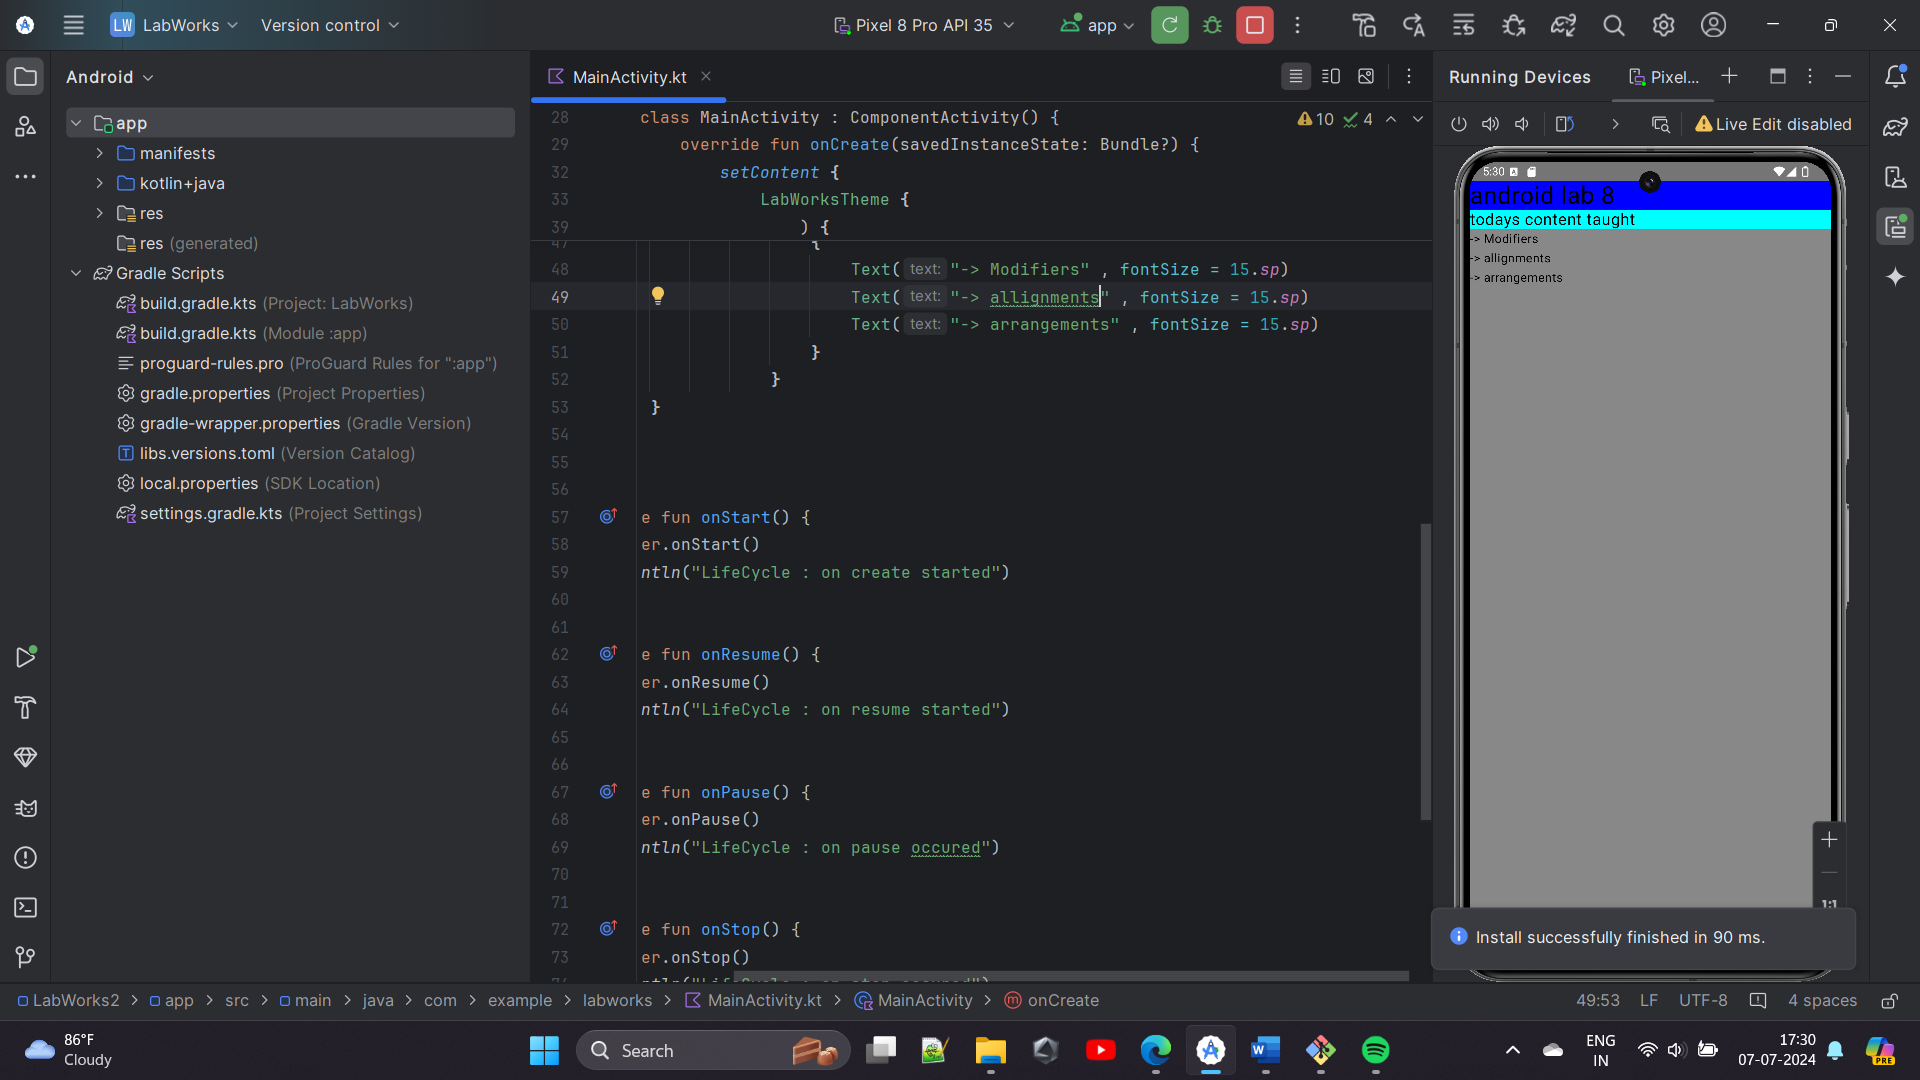 LW LabWorks Version control Pixel 8 Pro API 35 app
Android
app
manifests
kotlin+java
res
res (generated)
Gradle Scripts
build.gradle.kts (Project: LabWorks)
build.gradle.kts (Module :app)
proguard-rules.pro (ProGuard Rules for ":app")
gradle.properties (Project Properties)
gradle-wrapper.properties (Gradle Version)
libs.versions.toml (Version Catalog)
local.properties (SDK Location)
settings.gradle.kts (Project Settings)
MainActivity.kt
10 4
28 class MainActivity : ComponentActivity() {
29 override fun onCreate(savedInstanceState: Bundle?) {
32 setContent {
33 LabWorksTheme {
39 ) {
47 {
48 Text( text: "-> Modifiers" , fontSize = 15.sp)
49 Text( text: "-> allignments" , fontSize = 15.sp)
50 Text( text: "-> arrangements" , fontSize = 15.sp)
51 }
52 }
53 }
54
55
56
57 e fun onStart() {
58 er.onStart()
59 ntln("LifeCycle : on create started")
60
61
62 e fun onResume() {
63 er.onResume()
64 ntln("LifeCycle : on resume started")
65
66
67 e fun onPause() {
68 er.onPause()
69 ntln("LifeCycle : on pause occured")
70
71
72 e fun onStop() {
73 er.onStop()
Running Devices Pixel...
Live Edit disabled
5:30
android lab 8
todays content taught
-> Modifiers
-> allignments
-> arrangements
1:1
Install successfully finished in 90 ms.
LabWorks2 > app > src > main > java > com > example > labworks > MainActivity.kt > MainActivity > onCreate
49:53 LF UTF-8 4 spaces
86°F
Cloudy
Search
ENG
IN
17:30
07-07-2024
PRE